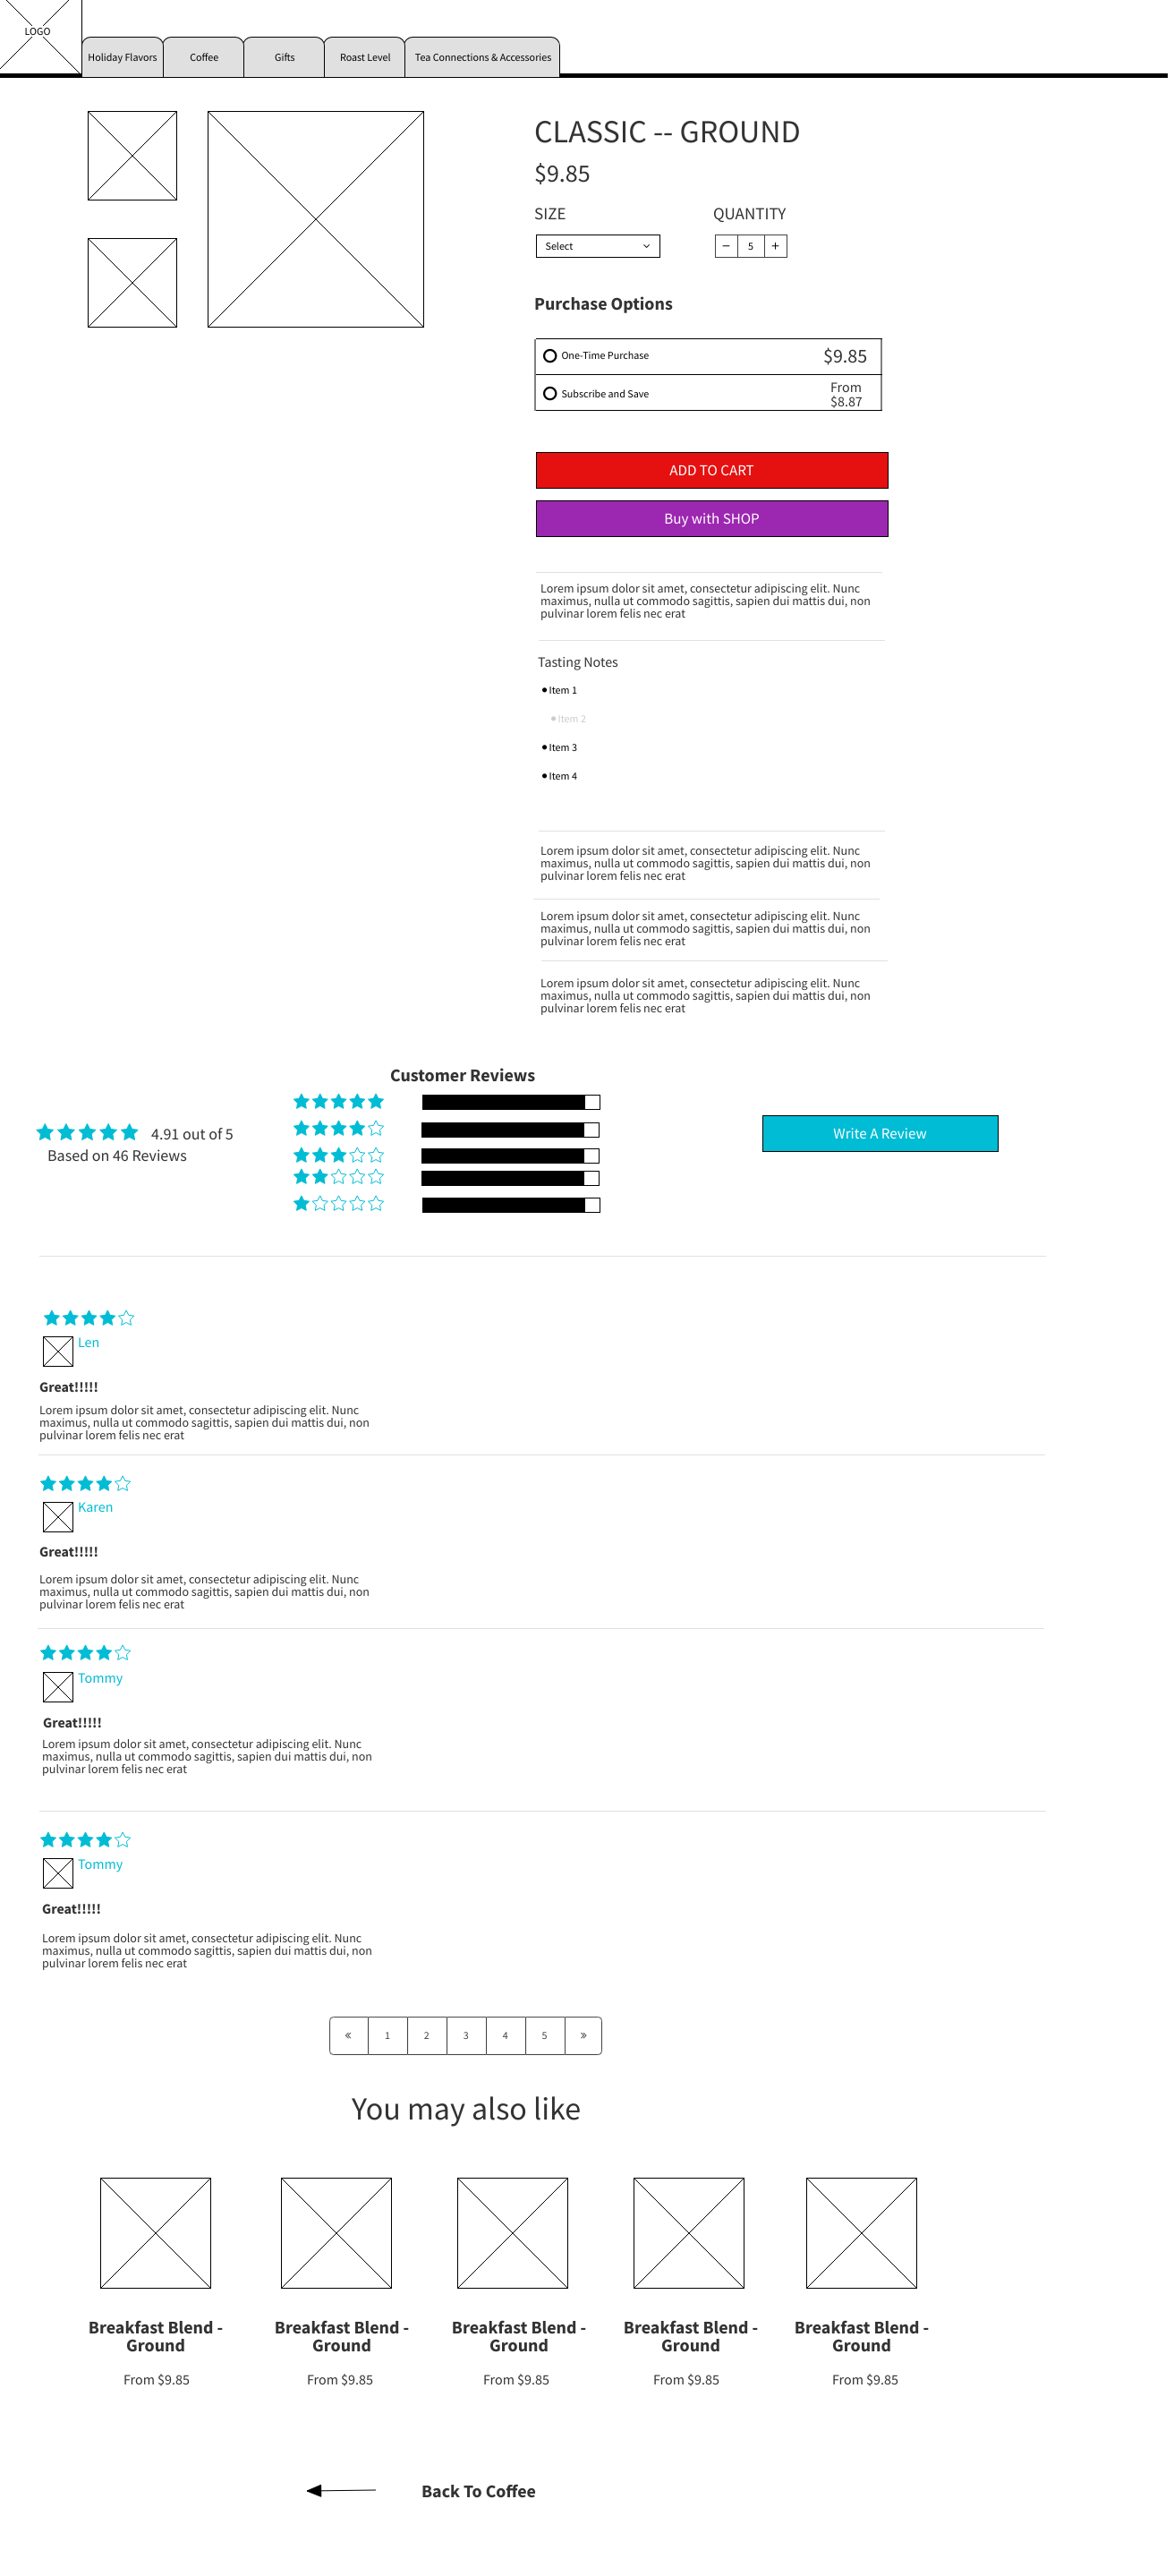 LOGO
Holiday Flavors
Coffee
Gifts
Roast Level
Tea Connections & Accessories
CLASSIC -- GROUND
$9.85
SIZE
QUANTITY
Select
− 5 +
Purchase Options
One-Time Purchase
$9.85
Subscribe and Save
From
$8.87
ADD TO CART
Buy with SHOP
Lorem ipsum dolor sit amet, consectetur adipiscing elit. Nunc
maximus, nulla ut commodo sagittis, sapien dui mattis dui, non
pulvinar lorem felis nec erat
Tasting Notes
Item 1
Item 2
Item 3
Item 4
Lorem ipsum dolor sit amet, consectetur adipiscing elit. Nunc
maximus, nulla ut commodo sagittis, sapien dui mattis dui, non
pulvinar lorem felis nec erat
Lorem ipsum dolor sit amet, consectetur adipiscing elit. Nunc
maximus, nulla ut commodo sagittis, sapien dui mattis dui, non
pulvinar lorem felis nec erat
Lorem ipsum dolor sit amet, consectetur adipiscing elit. Nunc
maximus, nulla ut commodo sagittis, sapien dui mattis dui, non
pulvinar lorem felis nec erat
Customer Reviews
4.91 out of 5
Based on 46 Reviews
Write A Review
Len
Great!!!!!
Lorem ipsum dolor sit amet, consectetur adipiscing elit. Nunc
maximus, nulla ut commodo sagittis, sapien dui mattis dui, non
pulvinar lorem felis nec erat
Karen
Great!!!!!
Lorem ipsum dolor sit amet, consectetur adipiscing elit. Nunc
maximus, nulla ut commodo sagittis, sapien dui mattis dui, non
pulvinar lorem felis nec erat
Tommy
Great!!!!!
Lorem ipsum dolor sit amet, consectetur adipiscing elit. Nunc
maximus, nulla ut commodo sagittis, sapien dui mattis dui, non
pulvinar lorem felis nec erat
Tommy
Great!!!!!
Lorem ipsum dolor sit amet, consectetur adipiscing elit. Nunc
maximus, nulla ut commodo sagittis, sapien dui mattis dui, non
pulvinar lorem felis nec erat
« 1 2 3 4 5 »
You may also like
Breakfast Blend -
Ground
From $9.85
Breakfast Blend -
Ground
From $9.85
Breakfast Blend -
Ground
From $9.85
Breakfast Blend -
Ground
From $9.85
Breakfast Blend -
Ground
From $9.85
Back To Coffee